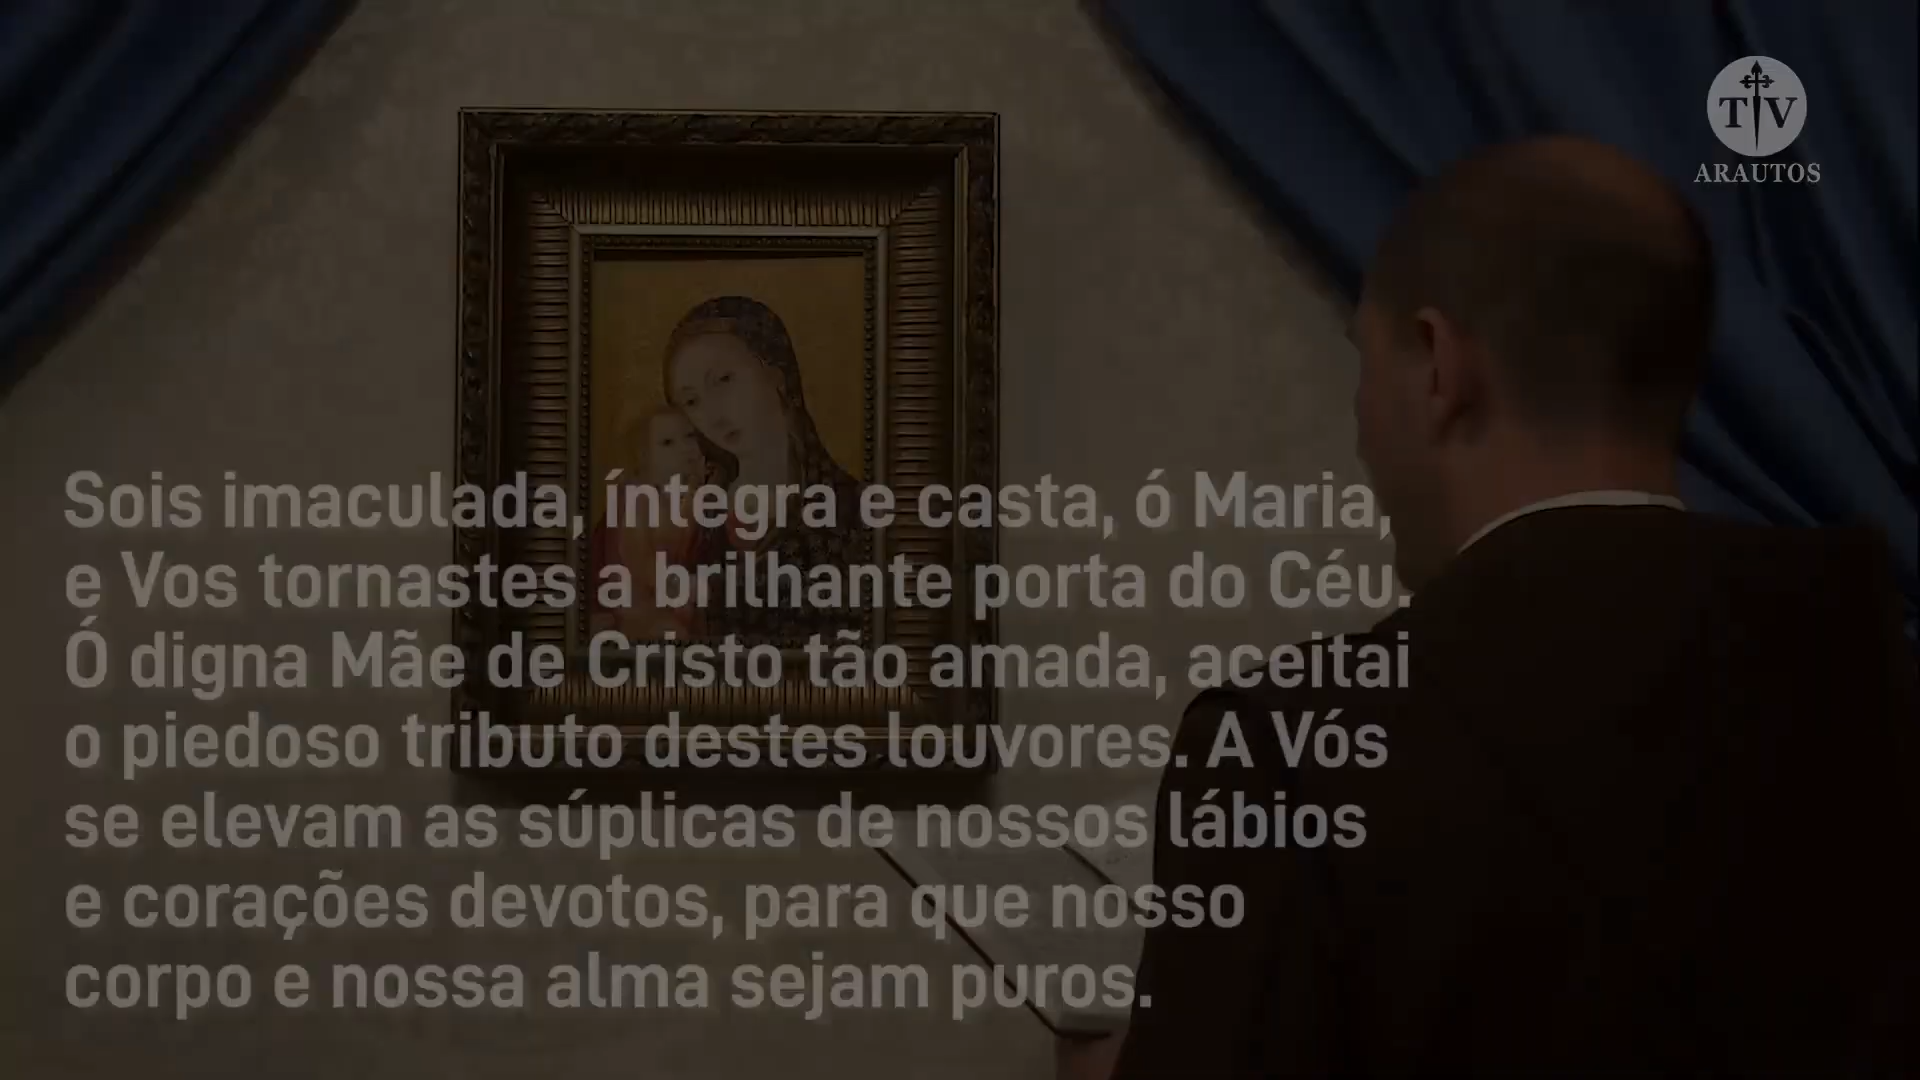 TV
ARAUTOS
Sois imaculada, íntegra e casta, ó Maria,
e Vos tornastes a brilhante porta do Céu.
Ó digna Mãe de Cristo tão amada, aceitai
o piedoso tributo destes louvores. A Vós
se elevam as súplicas de nossos lábios
e corações devotos, para que nosso
corpo e nossa alma sejam puros.